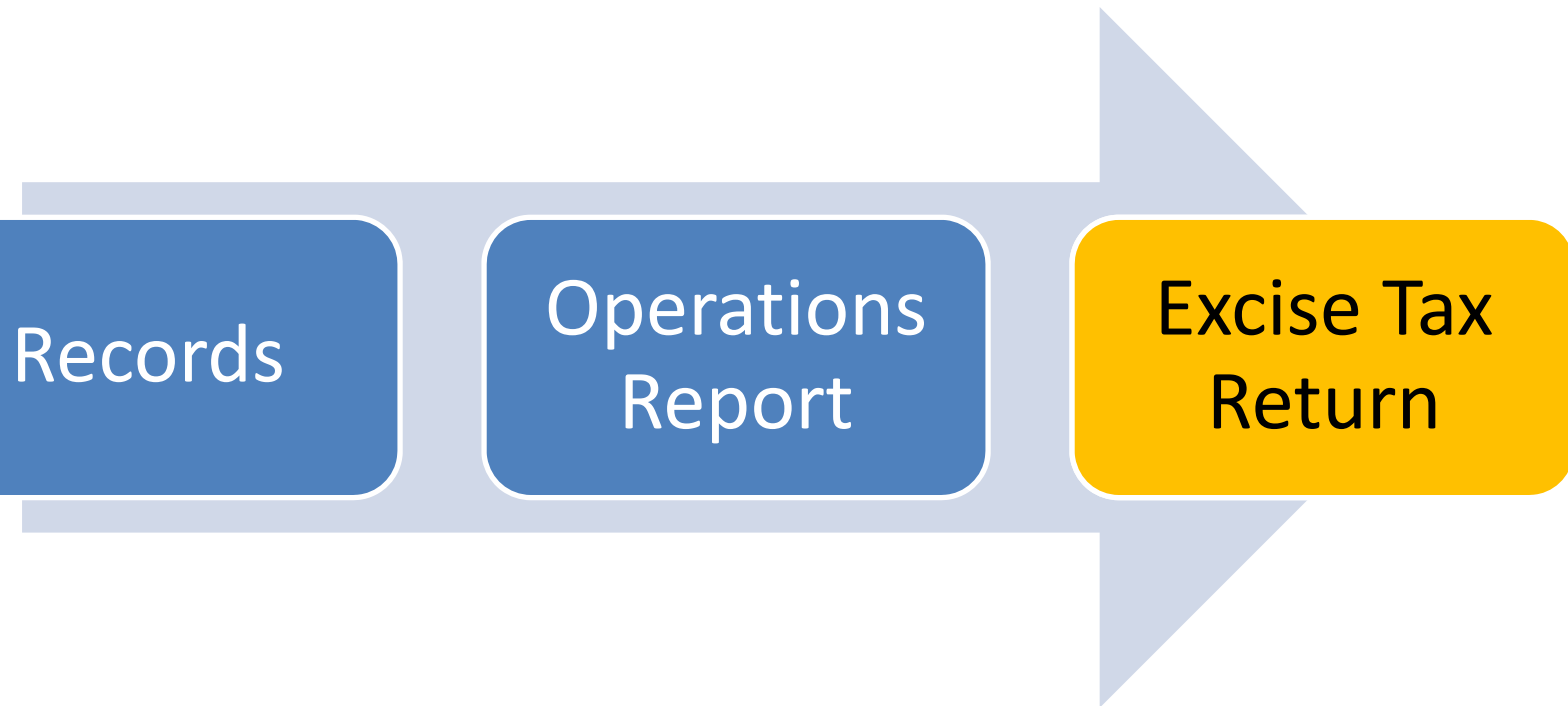 Records
Operations
Report
Excise Tax
Return